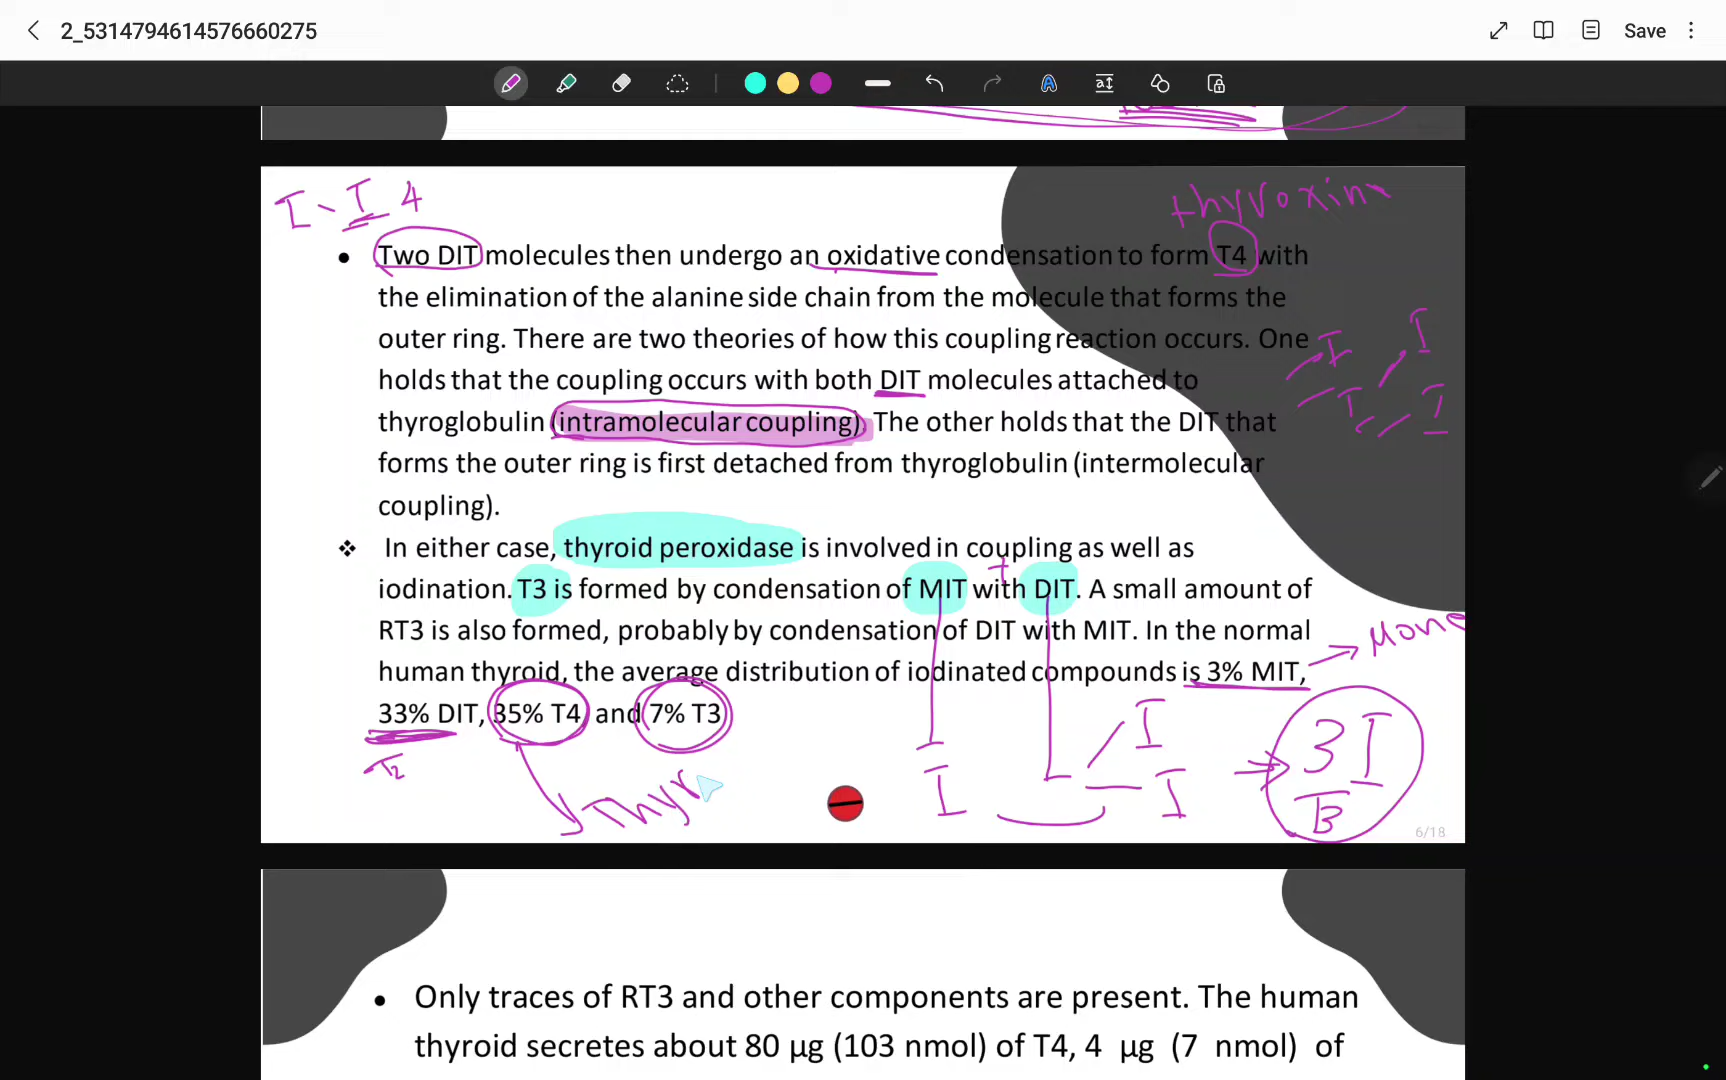 2_5314794614576660275
Save
I - I 4
thyroxin
• Two DIT molecules then undergo an oxidative condensation to form T4 with
the elimination of the alanine side chain from the molecule that forms the
outer ring. There are two theories of how this coupling reaction occurs. One
holds that the coupling occurs with both DIT molecules attached to
thyroglobulin (intramolecular coupling). The other holds that the DIT that
forms the outer ring is first detached from thyroglobulin (intermolecular
coupling).
I I
I I
❖ In either case, thyroid peroxidase is involved in coupling as well as
+
iodination. T3 is formed by condensation of MIT with DIT. A small amount of
RT3 is also formed, probably by condensation of DIT with MIT. In the normal
human thyroid, the average distribution of iodinated compounds is 3% MIT,
Mono
33% DIT, 35% T4, and 7% T3
T2
Thyr
I
I
I
3 I
6/18
• Only traces of RT3 and other components are present. The human
thyroid secretes about 80 µg (103 nmol) of T4, 4 µg (7 nmol) of